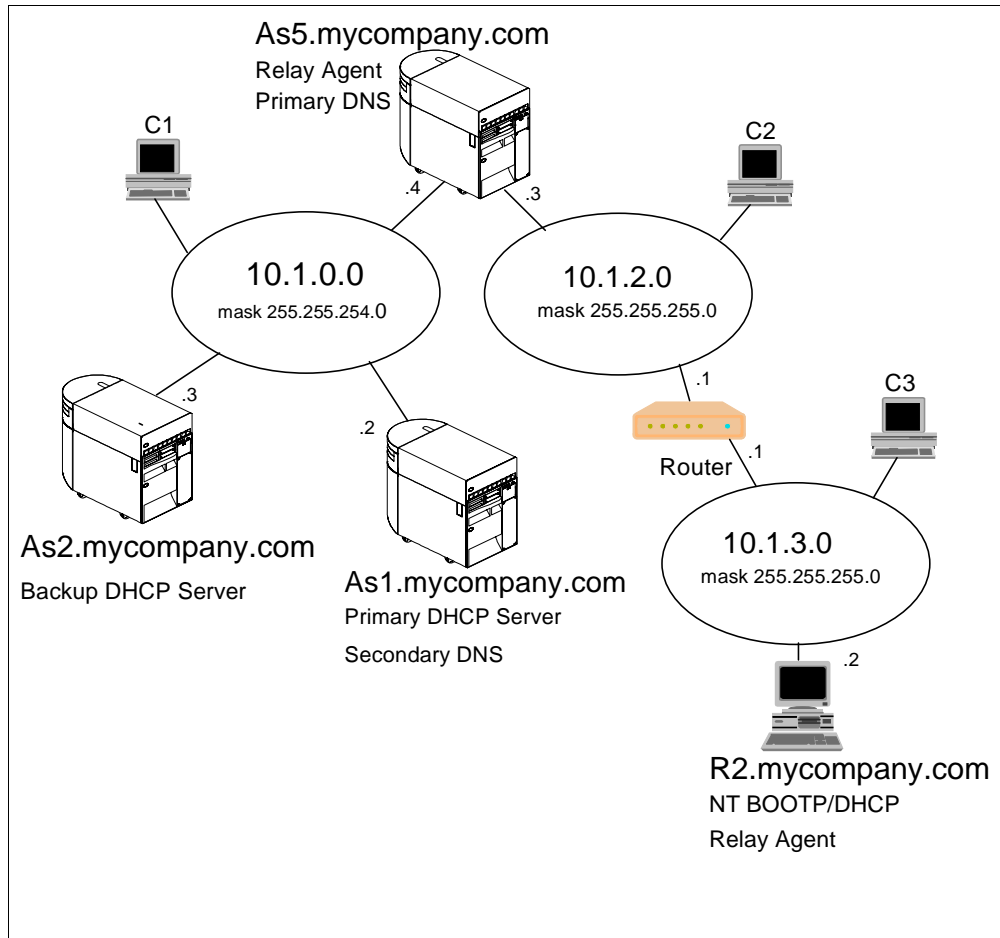 As5.mycompany.com
Relay Agent
Primary DNS
C1
C2
.4
.3
10.1.0.0
mask 255.255.254.0
10.1.2.0
mask 255.255.255.0
.3
.2
.1
C3
Router
.1
As2.mycompany.com
Backup DHCP Server
As1.mycompany.com
Primary DHCP Server
Secondary DNS
10.1.3.0
mask 255.255.255.0
.2
R2.mycompany.com
NT BOOTP/DHCP
Relay Agent